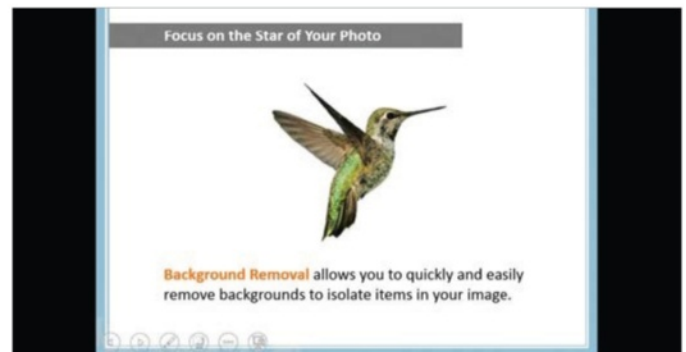 Focus on the Star of Your Photo
Background Removal allows you to quickly and easily
remove backgrounds to isolate items in your image.